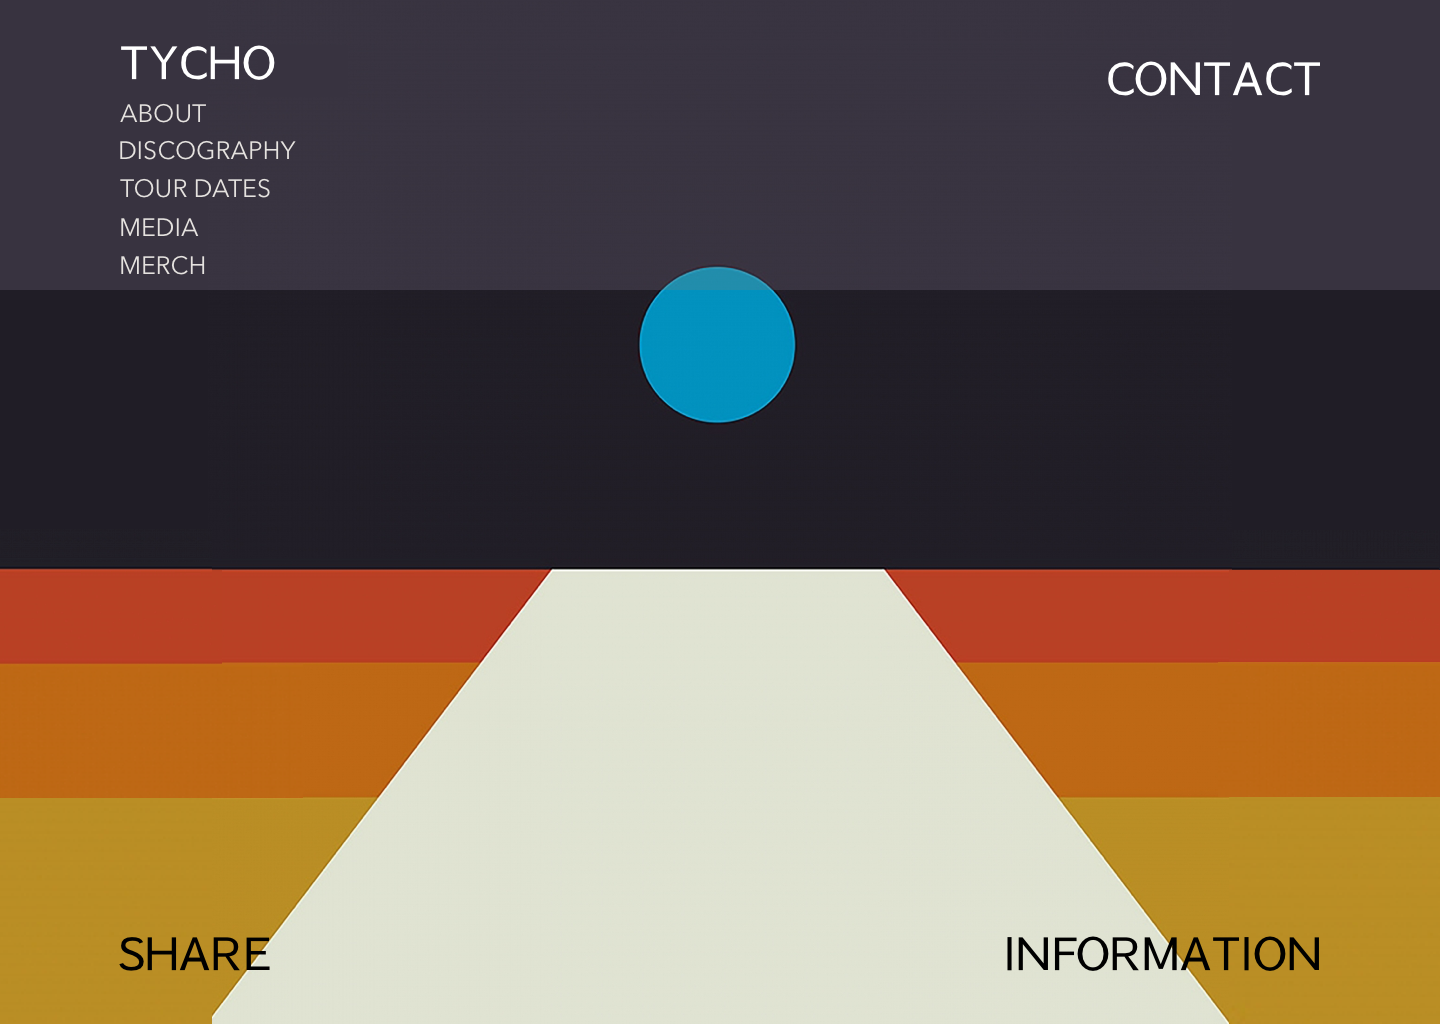 TYCHO
CONTACT
ABOUT
DISCOGRAPHY
TOUR DATES
MEDIA
MERCH
SHARE
INFORMATION